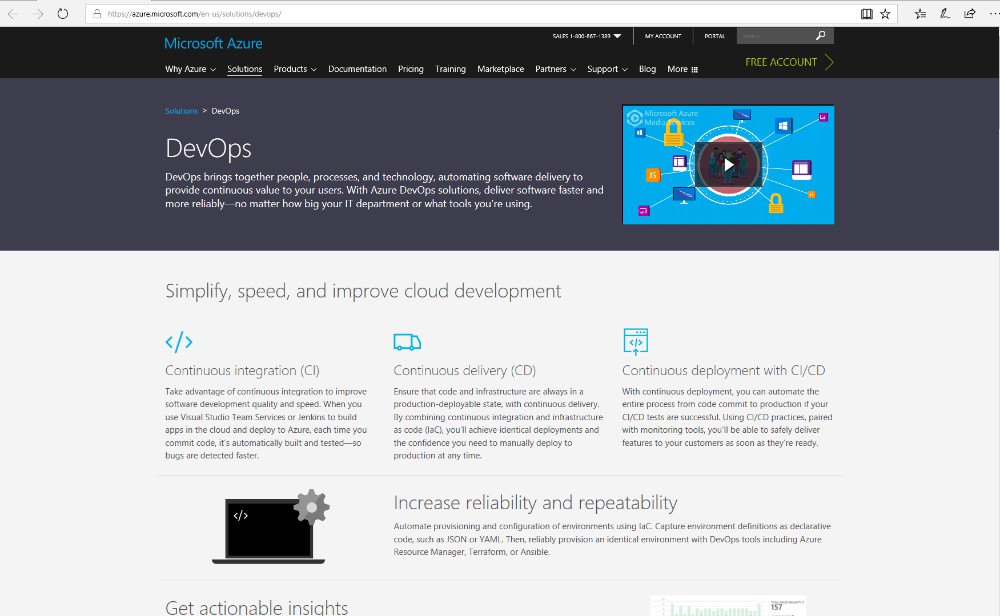 https://azure.microsoft.com/en-us/solutions/devops/
SALES 1-800-867-1389
MY ACCOUNT
PORTAL
Search
Microsoft Azure
FREE ACCOUNT
Why Azure
Solutions
Products
Documentation
Pricing
Training
Marketplace
Partners
Support
Blog
More
Solutions > DevOps
DevOps
DevOps brings together people, processes, and technology, automating software delivery to
provide continuous value to your users. With Azure DevOps solutions, deliver software faster and
more reliably—no matter how big your IT department or what tools you’re using.
Microsoft Azure
Media Services
JS
JS
Simplify, speed, and improve cloud development
</>
</>
Continuous integration (CI)
Take advantage of continuous integration to improve
software development quality and speed. When you
use Visual Studio Team Services or Jenkins to build
apps in the cloud and deploy to Azure, each time you
commit code, it’s automatically built and tested—so
bugs are detected faster.
Continuous delivery (CD)
Ensure that code and infrastructure are always in a
production-deployable state, with continuous delivery.
By combining continuous integration and infrastructure
as code (IaC), you’ll achieve identical deployments and
the confidence you need to manually deploy to
production at any time.
Continuous deployment with CI/CD
With continuous deployment, you can automate the
entire process from code commit to production if your
CI/CD tests are successful. Using CI/CD practices, paired
with monitoring tools, you’ll be able to safely deliver
features to your customers as soon as they’re ready.
</>
Increase reliability and repeatability
Automate provisioning and configuration of environments using IaC. Capture environment definitions as declarative
code, such as JSON or YAML. Then, reliably provision an identical environment with DevOps tools including Azure
Resource Manager, Terraform, or Ansible.
Get actionable insights
TOTAL FAILED REQUESTS
157